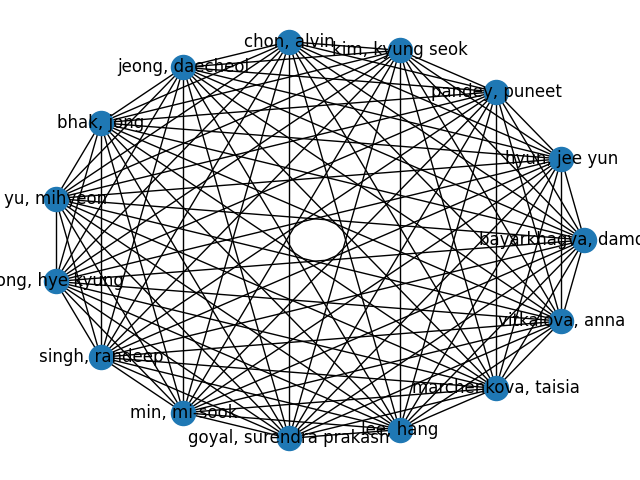 chon, alvin
kim, kyung seok
jeong, daecheol
pandey, puneet
bhak, jong
hyun, jee yun
yu, mihyeon
bayarkhagva, damd
ong, hye kyung
vitkalova, anna
singh, randeep
marchenkova, taisia
min, mi-sook
lee, hang
goyal, surendra prakash